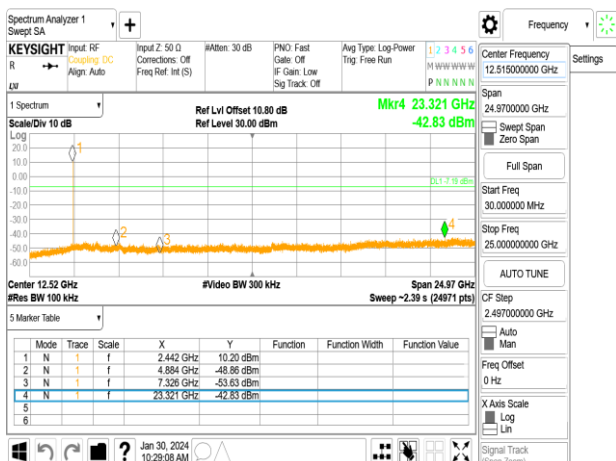 Spectrum Analyzer 1
Swept SA
Frequency
KEYSIGHT
Input: RF
Input Z: 50 Ω
#Atten: 30 dB
PNO: Fast
Avg Type: Log-Power
1 2 3 4 5 6
R
Coupling: DC
Corrections: Off
Gate: Off
Trig: Free Run
M W W W W W
Align: Auto
Freq Ref: Int (S)
IF Gain: Low
Sig Track: Off
P N N N N N
LXI
1 Spectrum
Ref Lvl Offset 10.80 dB
Mkr4 23.321 GHz
Scale/Div 10 dB
Ref Level 30.00 dBm
-42.83 dBm
Log
20.0
10.0
0.00
-10.0
-20.0
-30.0
-40.0
-50.0
-60.0
1
2
3
4
DL1 -7.19 dBm
Center 12.52 GHz
#Video BW 300 kHz
Span 24.97 GHz
#Res BW 100 kHz
Sweep ~2.39 s (24971 pts)
5 Marker Table
Mode Trace Scale X Y Function Function Width Function Value
1 N 1 f 2.442 GHz 10.20 dBm
2 N 1 f 4.884 GHz -48.86 dBm
3 N 1 f 7.326 GHz -53.63 dBm
4 N 1 f 23.321 GHz -42.83 dBm
5
6
Jan 30, 2024
10:29:08 AM
Center Frequency
12.515000000 GHz
Settings
Span
24.9700000 GHz
Swept Span
Zero Span
Full Span
Start Freq
30.000000 MHz
Stop Freq
25.000000000 GHz
AUTO TUNE
CF Step
2.497000000 GHz
Auto
Man
Freq Offset
0 Hz
X Axis Scale
Log
Lin
Signal Track
(Span Zoom)